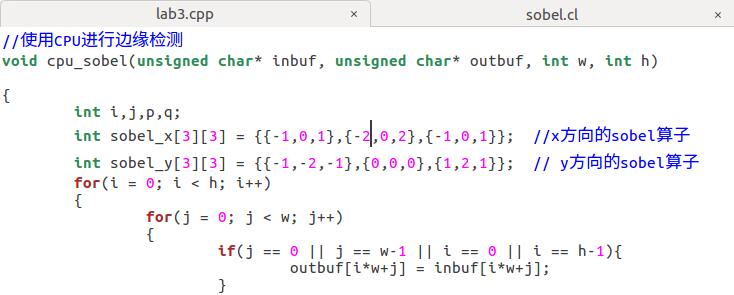 lab3.cpp × sobel.cl ×
//使用CPU进行边缘检测
void cpu_sobel(unsigned char* inbuf, unsigned char* outbuf, int w, int h)
{
int i,j,p,q;
int sobel_x[3][3] = {{-1,0,1},{-2,0,2},{-1,0,1}};  //x方向的sobel算子
int sobel_y[3][3] = {{-1,-2,-1},{0,0,0},{1,2,1}};  // y方向的sobel算子
for(i = 0; i < h; i++)
{
for(j = 0; j < w; j++)
{
if(j == 0 || j == w-1 || i == 0 || i == h-1){
outbuf[i*w+j] = inbuf[i*w+j];
}